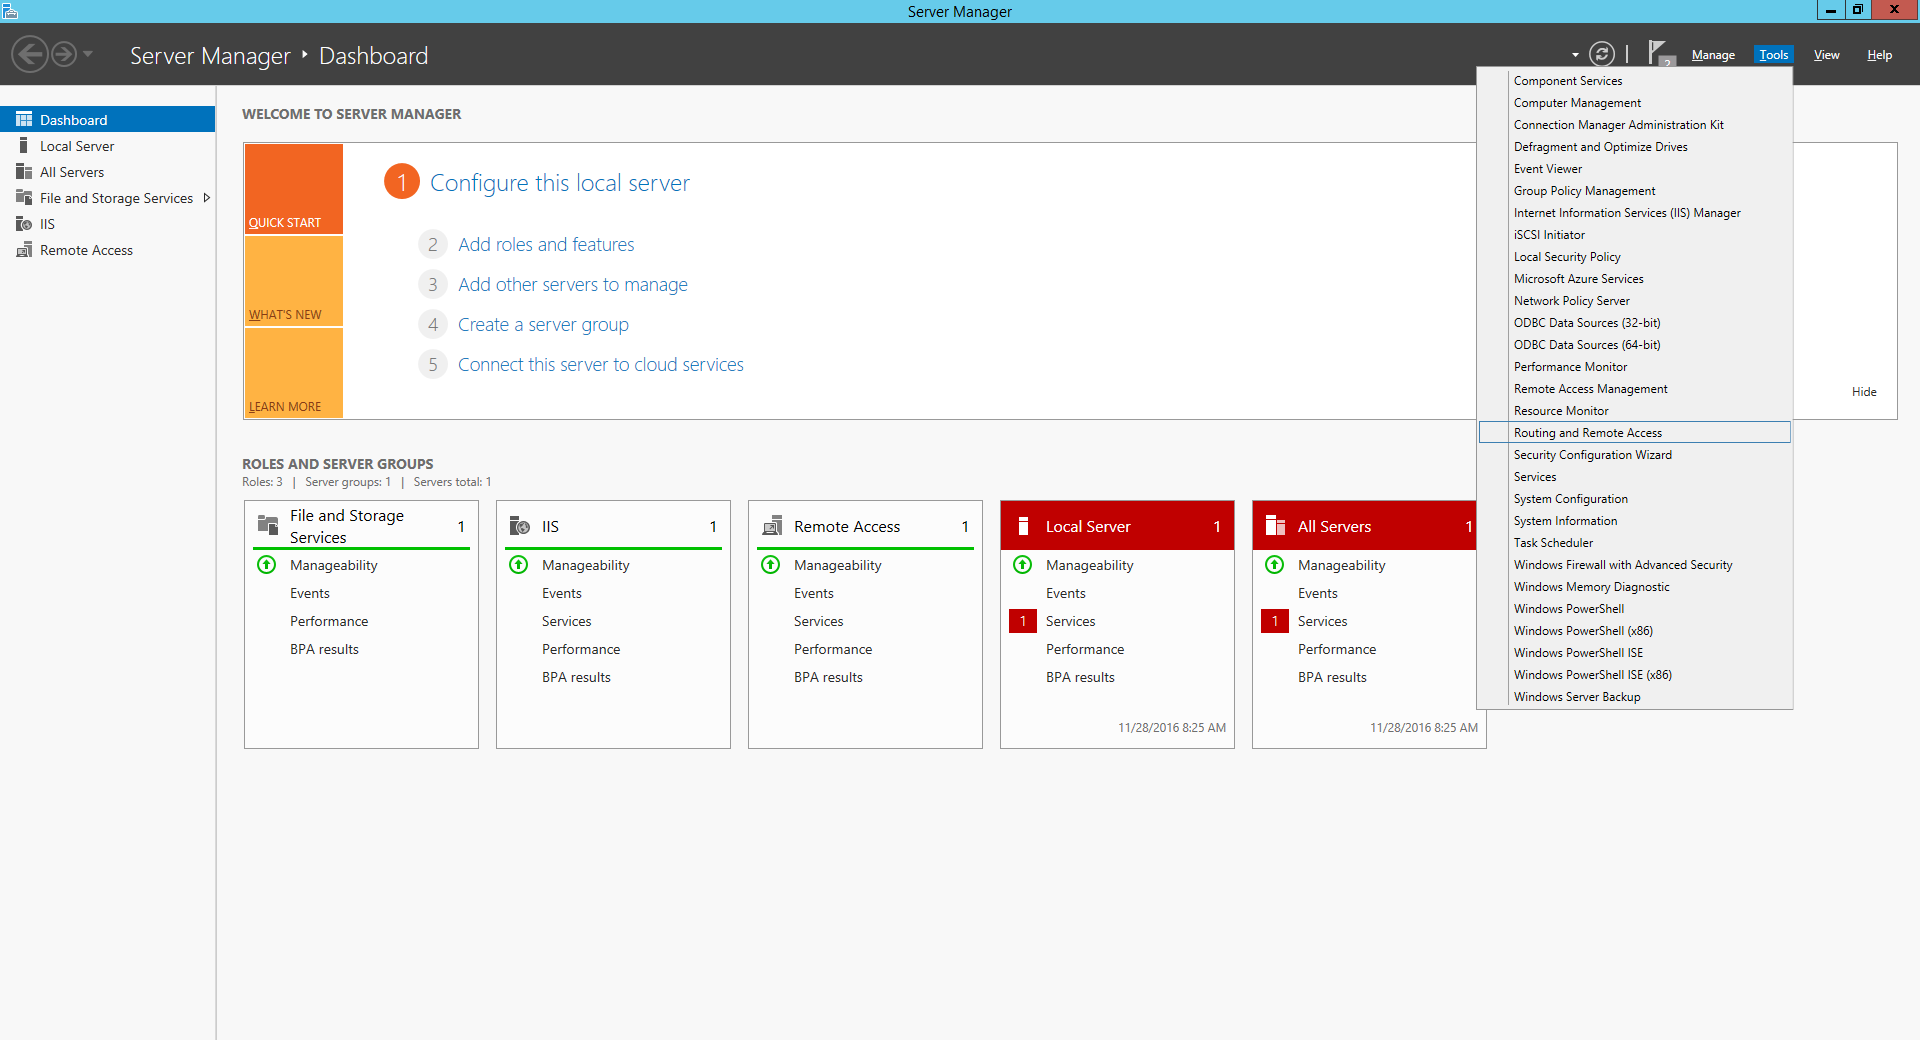 Server Manager
Server Manager ‣ Dashboard
2
Manage
Tools
View
Help
Dashboard
Local Server
All Servers
File and Storage Services
IIS
Remote Access
WELCOME TO SERVER MANAGER
QUICK START
WHAT'S NEW
LEARN MORE
1 Configure this local server
2 Add roles and features
3 Add other servers to manage
4 Create a server group
5 Connect this server to cloud services
Hide
Component Services
Computer Management
Connection Manager Administration Kit
Defragment and Optimize Drives
Event Viewer
Group Policy Management
Internet Information Services (IIS) Manager
iSCSI Initiator
Local Security Policy
Microsoft Azure Services
Network Policy Server
ODBC Data Sources (32-bit)
ODBC Data Sources (64-bit)
Performance Monitor
Remote Access Management
Resource Monitor
Routing and Remote Access
Security Configuration Wizard
Services
System Configuration
System Information
Task Scheduler
Windows Firewall with Advanced Security
Windows Memory Diagnostic
Windows PowerShell
Windows PowerShell (x86)
Windows PowerShell ISE
Windows PowerShell ISE (x86)
Windows Server Backup
ROLES AND SERVER GROUPS
Roles: 3 | Server groups: 1 | Servers total: 1
File and Storage
Services 1
Manageability
Events
Performance
BPA results
IIS 1
Manageability
Events
Services
Performance
BPA results
Remote Access 1
Manageability
Events
Services
Performance
BPA results
Local Server 1
Manageability
Events
1 Services
Performance
BPA results
11/28/2016 8:25 AM
All Servers 1
Manageability
Events
1 Services
Performance
BPA results
11/28/2016 8:25 AM